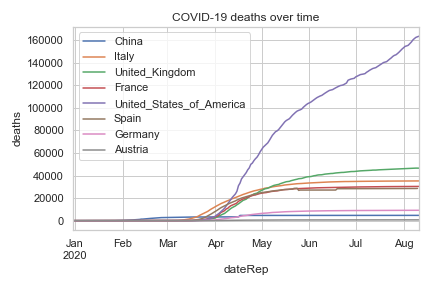 COVID-19 deaths over time
160000
140000
120000
100000
80000
60000
40000
20000
0
deaths
China
Italy
United_Kingdom
France
United_States_of_America
Spain
Germany
Austria
Jan Feb Mar Apr May Jun Jul Aug
2020
dateRep